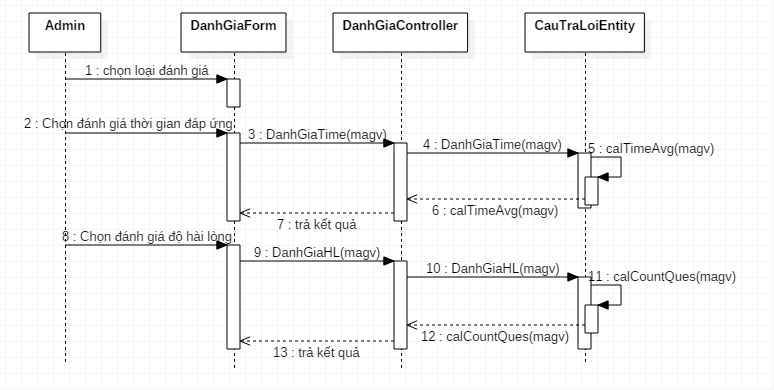 Admin
DanhGiaForm
DanhGiaController
CauTraLoiEntity
1 : chọn loại đánh giá
2 : Chọn đánh giá thời gian đáp ứng
3 : DanhGiaTime(magv)
4 : DanhGiaTime(magv)
5 : calTimeAvg(magv)
6 : calTimeAvg(magv)
7 : trả kết quả
8 : Chọn đánh giá độ hài lòng
9 : DanhGiaHL(magv)
10 : DanhGiaHL(magv)
11 : calCountQues(magv)
12 : calCountQues(magv)
13 : trả kết quả